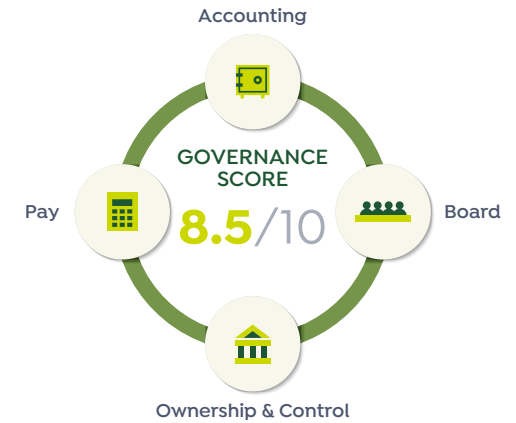 Accounting
GOVERNANCE
SCORE
8.5/10
Pay
Board
Ownership & Control